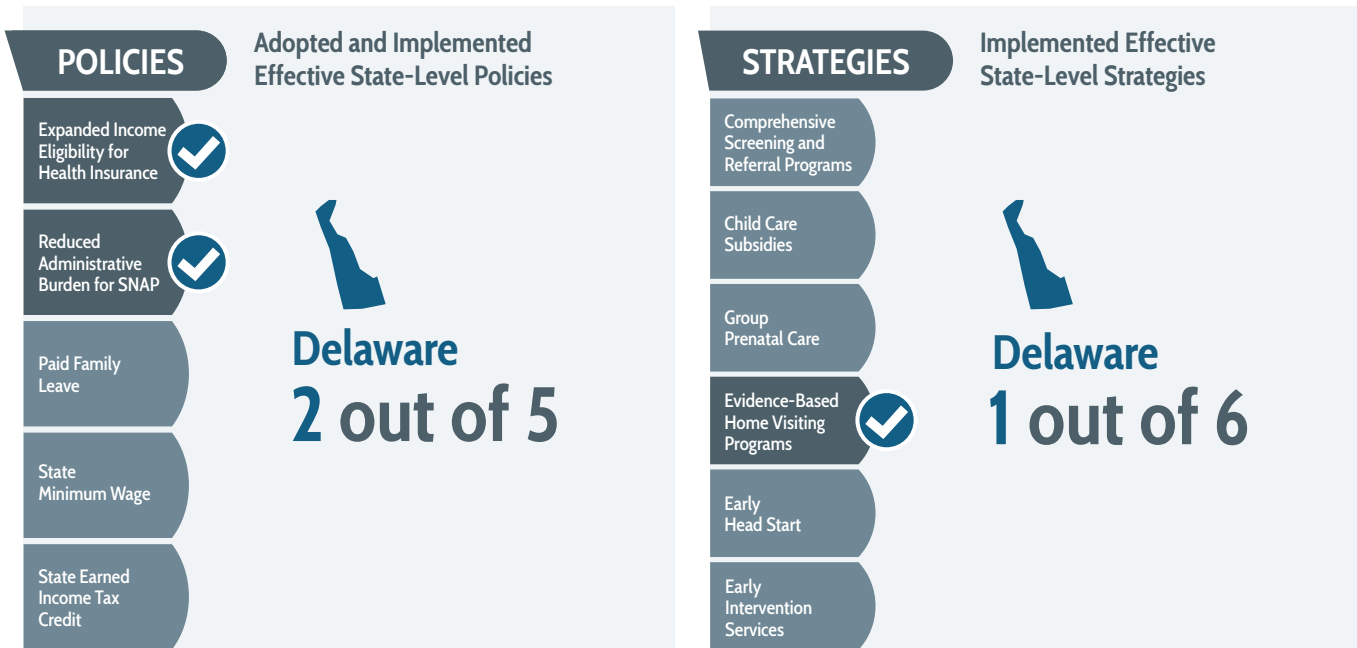 POLICIES
Adopted and Implemented
Effective State-Level Policies
Expanded Income
Eligibility for
Health Insurance
Reduced
Administrative
Burden for SNAP
Paid Family
Leave
State
Minimum Wage
State Earned
Income Tax
Credit
Delaware
2 out of 5
STRATEGIES
Implemented Effective
State-Level Strategies
Comprehensive
Screening and
Referral Programs
Child Care
Subsidies
Group
Prenatal Care
Evidence-Based
Home Visiting
Programs
Early
Head Start
Early
Intervention
Services
Delaware
1 out of 6